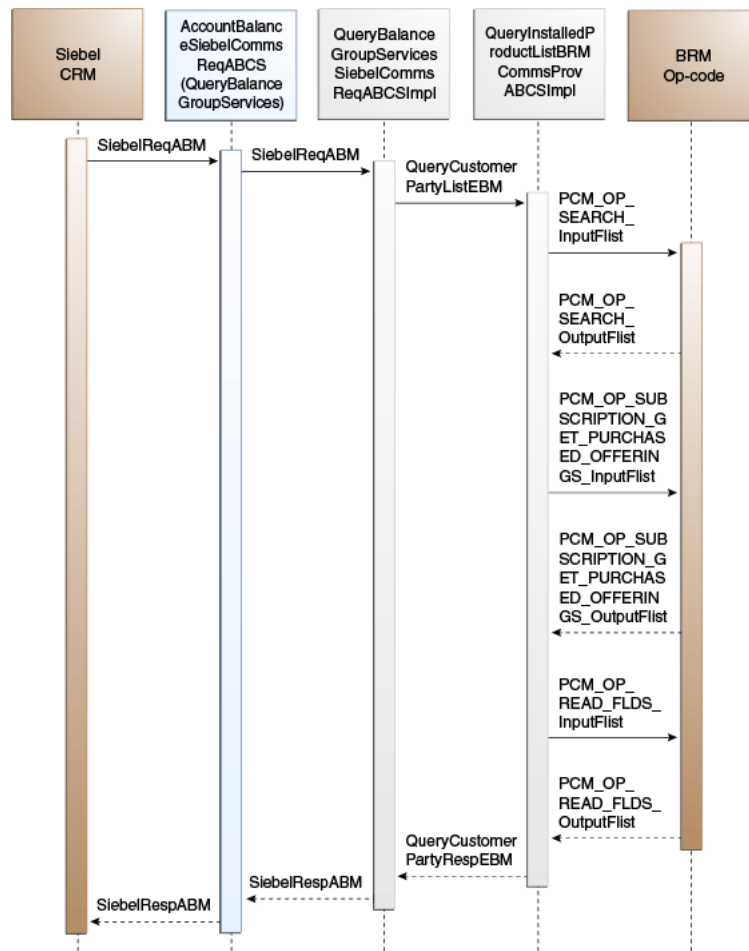 Siebel
CRM
AccountBalanc
eSiebelComms
ReqABCS
(QueryBalance
GroupServices)
QueryBalance
GroupServices
SiebelComms
ReqABCSImpl
QueryInstalledP
roductListBRM
CommsProv
ABCSImpl
BRM
Op-code
SiebelReqABM
SiebelReqABM
QueryCustomer
PartyListEBM
PCM_OP_
SEARCH_
InputFlist
PCM_OP_
SEARCH_
OutputFlist
PCM_OP_SUB
SCRIPTION_G
ET_PURCHAS
ED_OFFERIN
GS_InputFlist
PCM_OP_SUB
SCRIPTION_G
ET_PURCHAS
ED_OFFERIN
GS_OutputFlist
PCM_OP_
READ_FLDS_
InputFlist
PCM_OP_
READ_FLDS_
OutputFlist
QueryCustomer
PartyRespEBM
SiebelRespABM
SiebelRespABM